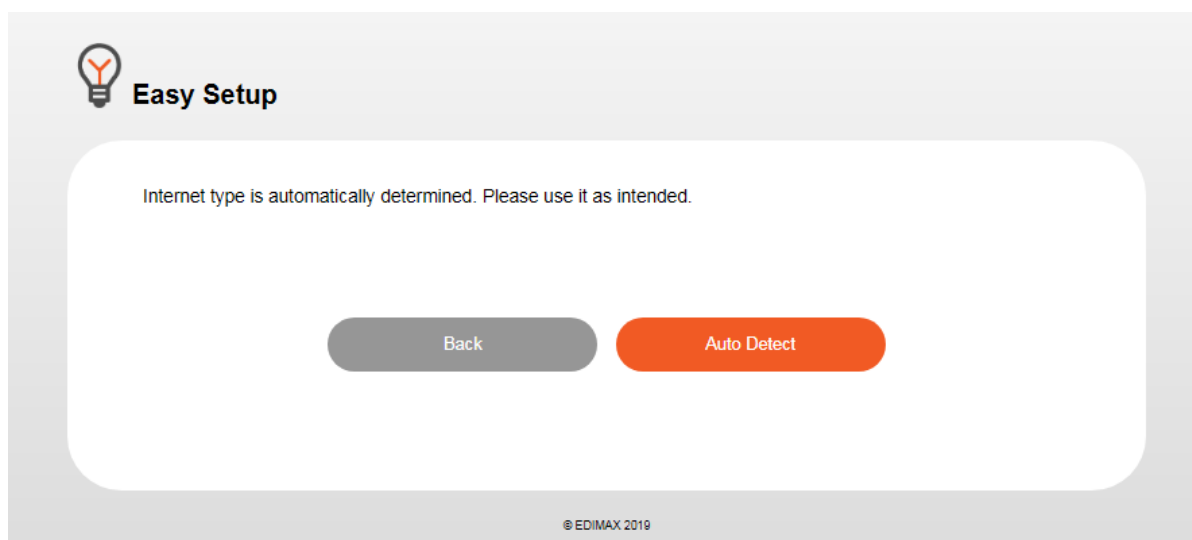 Easy Setup
Internet type is automatically determined. Please use it as intended.
Back
Auto Detect
© EDIMAX 2019